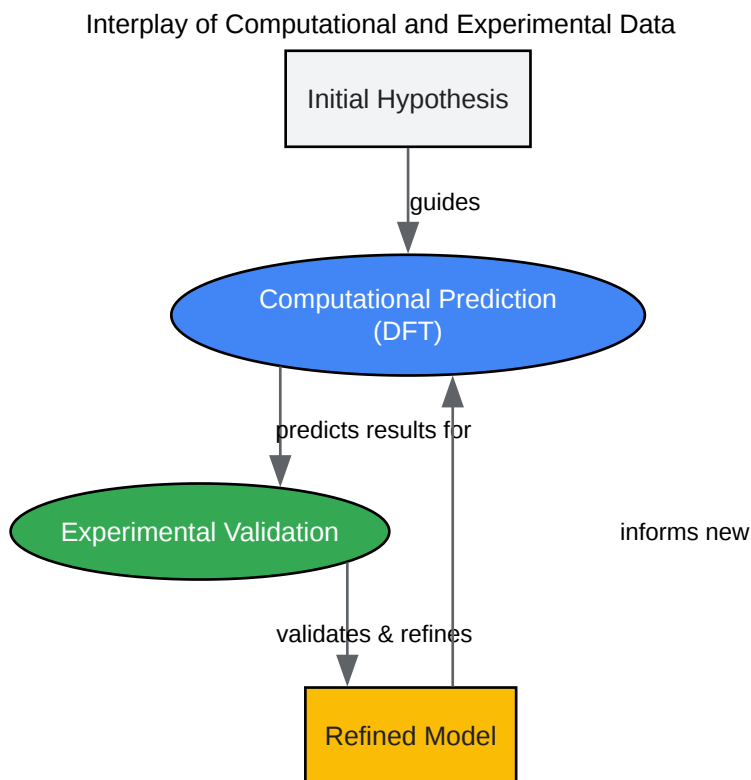 Interplay of Computational and Experimental Data
Initial Hypothesis
guides
Computational Prediction
(DFT)
predicts results for
Experimental Validation
informs new
validates & refines
Refined Model